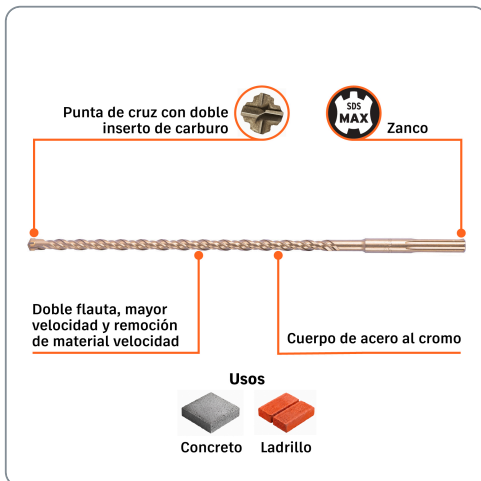 Punta de cruz con doble
inserto de carburo
SDS
MAX
Zanco
Doble flauta, mayor
velocidad y remoción
de material velocidad
Cuerpo de acero al cromo
Usos
Concreto
Ladrillo